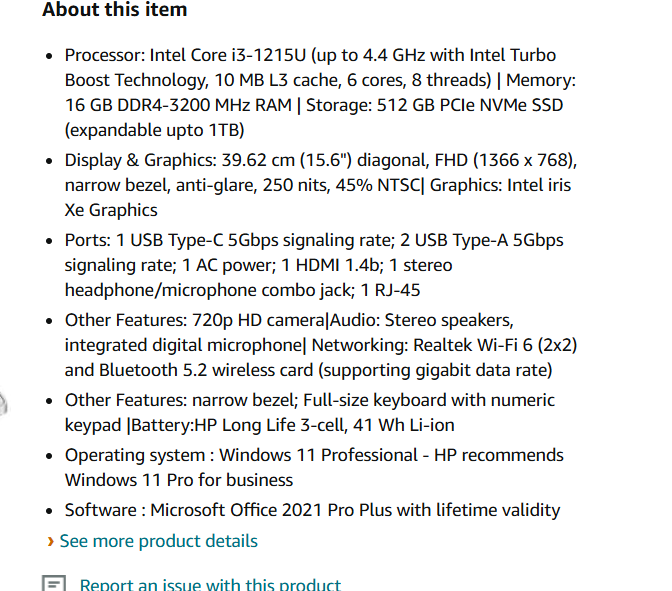 About this item
• Processor: Intel Core i3-1215U (up to 4.4 GHz with Intel Turbo
Boost Technology, 10 MB L3 cache, 6 cores, 8 threads) | Memory:
16 GB DDR4-3200 MHz RAM | Storage: 512 GB PCIe NVMe SSD
(expandable upto 1TB)
• Display & Graphics: 39.62 cm (15.6") diagonal, FHD (1366 x 768),
narrow bezel, anti-glare, 250 nits, 45% NTSC| Graphics: Intel iris
Xe Graphics
• Ports: 1 USB Type-C 5Gbps signaling rate; 2 USB Type-A 5Gbps
signaling rate; 1 AC power; 1 HDMI 1.4b; 1 stereo
headphone/microphone combo jack; 1 RJ-45
• Other Features: 720p HD camera|Audio: Stereo speakers,
integrated digital microphone| Networking: Realtek Wi-Fi 6 (2x2)
and Bluetooth 5.2 wireless card (supporting gigabit data rate)
• Other Features: narrow bezel; Full-size keyboard with numeric
keypad |Battery:HP Long Life 3-cell, 41 Wh Li-ion
• Operating system : Windows 11 Professional - HP recommends
Windows 11 Pro for business
• Software : Microsoft Office 2021 Pro Plus with lifetime validity
› See more product details
Report an issue with this product